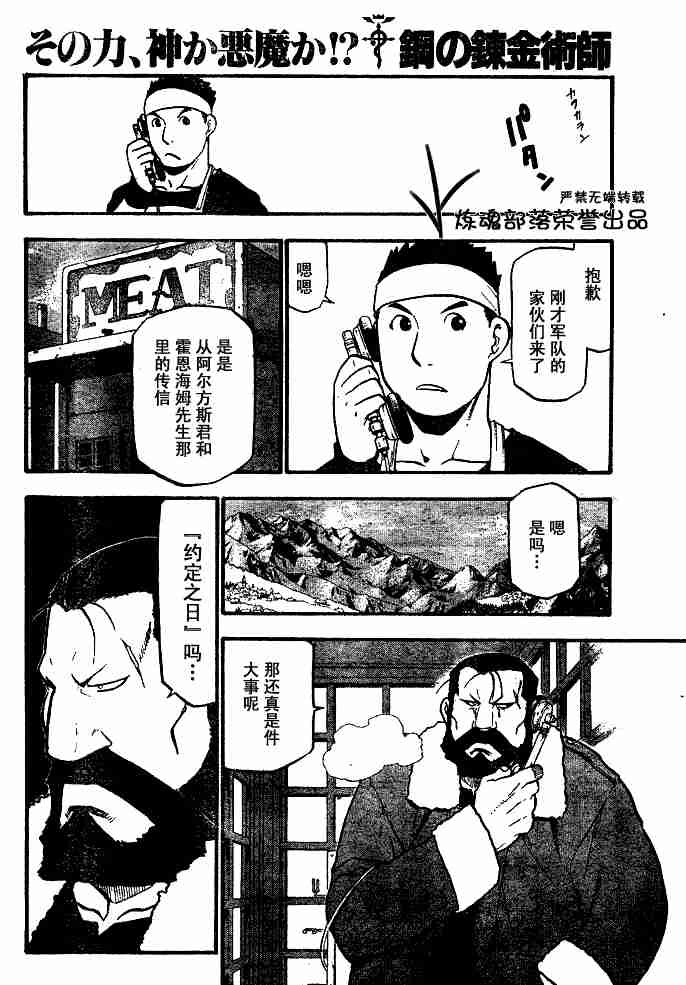 その力、神か悪魔か!?
鋼の錬金術師
カタカラン
パタン
严禁无端转载
炼魂部落荣誉出品
抱歉
刚才军队的
家伙们来了
嗯
嗯
MEAT
是是
从阿尔方斯君和
霍恩海姆先生那
里的传信
嗯
是吗…
『约定之日』吗…
那还真是件
大事呢